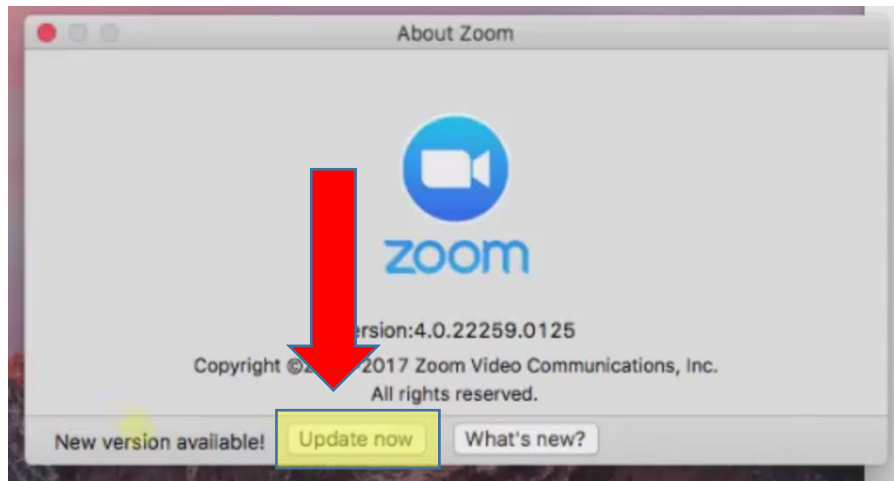 About Zoom
zoom
ersion:4.0.22259.0125
Copyright © 2017 Zoom Video Communications, Inc.
All rights reserved.
New version available! Update now What's new?